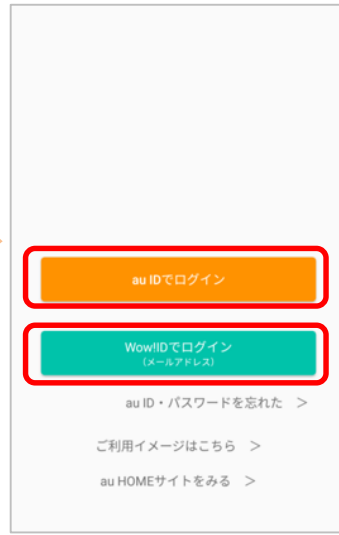 au IDでログイン
Wow!IDでログイン
(メールアドレス)
au ID・パスワードを忘れた ＞
ご利用イメージはこちら ＞
au HOMEサイトをみる ＞